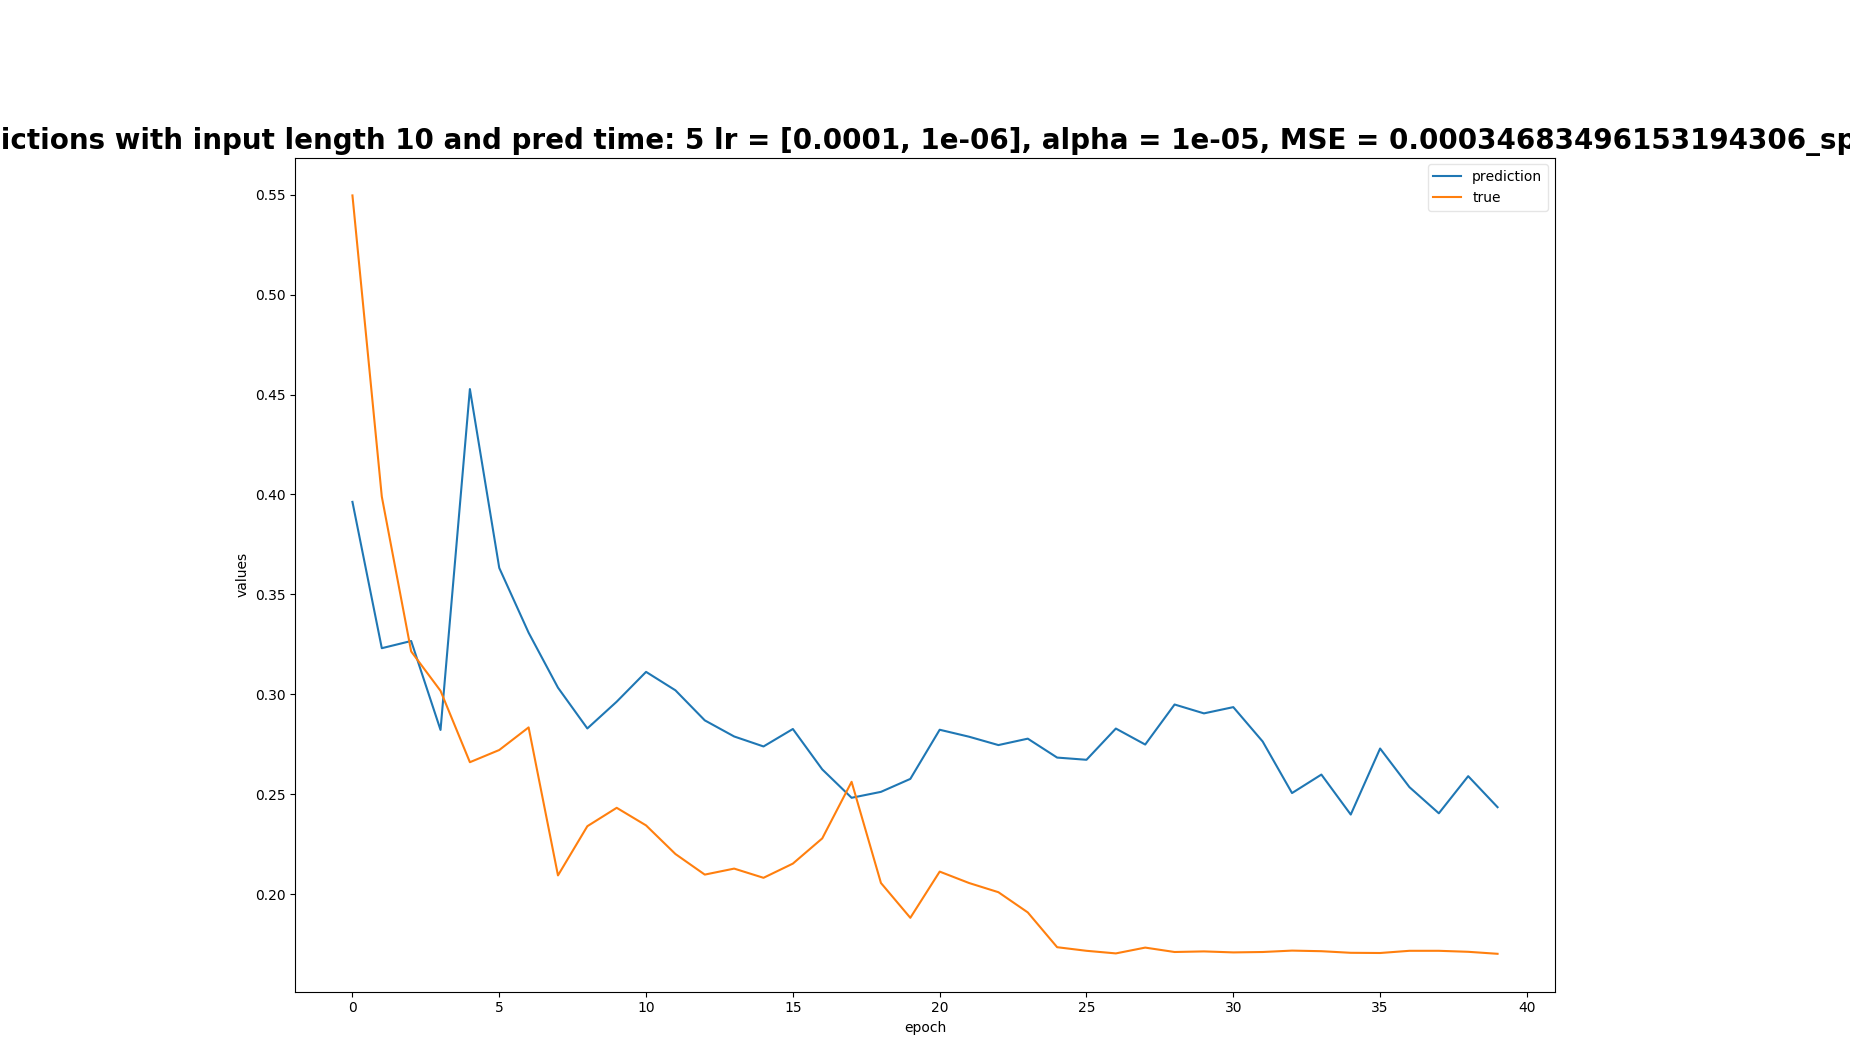 ictions with input length 10 and pred time: 5 lr = [0.0001, 1e-06], alpha = 1e-05, MSE = 0.00034683496153194306_sp
prediction
true
0.55
0.50
0.45
0.40
0.35
0.30
0.25
0.20
values
0 5 10 15 20 25 30 35 40
epoch